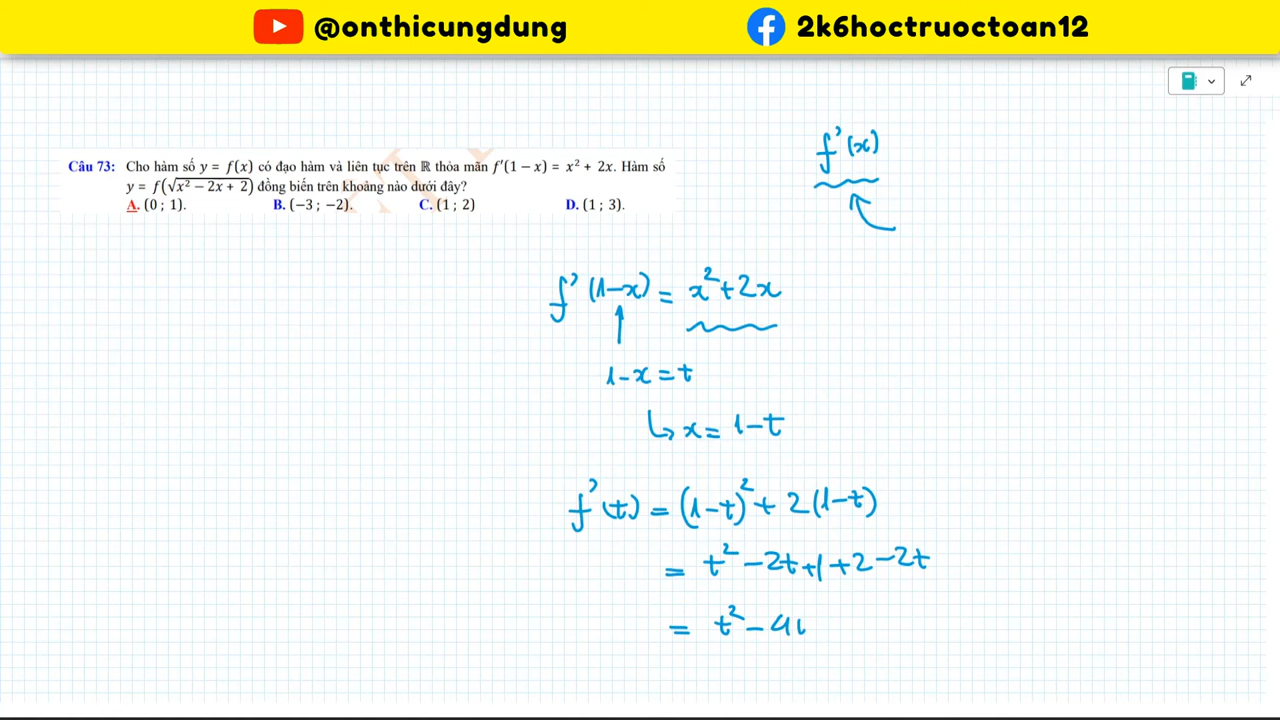 @onthicungdung 2k6hoctruoctoan12
Câu 73: Cho hàm số y = f(x) có đạo hàm và liên tục trên ℝ thỏa mãn f′(1 − x) = x² + 2x. Hàm số
y = f(√(x² − 2x + 2)) đồng biến trên khoảng nào dưới đây?
A. (0 ; 1). B. (−3 ; −2). C. (1 ; 2) D. (1 ; 3).
f'(x)
f'(1−x) = x² + 2x
1−x = t
↳ x = 1−t
f'(t) = (1−t)² + 2(1−t)
= t² − 2t + 1 + 2 − 2t
= t² − 4